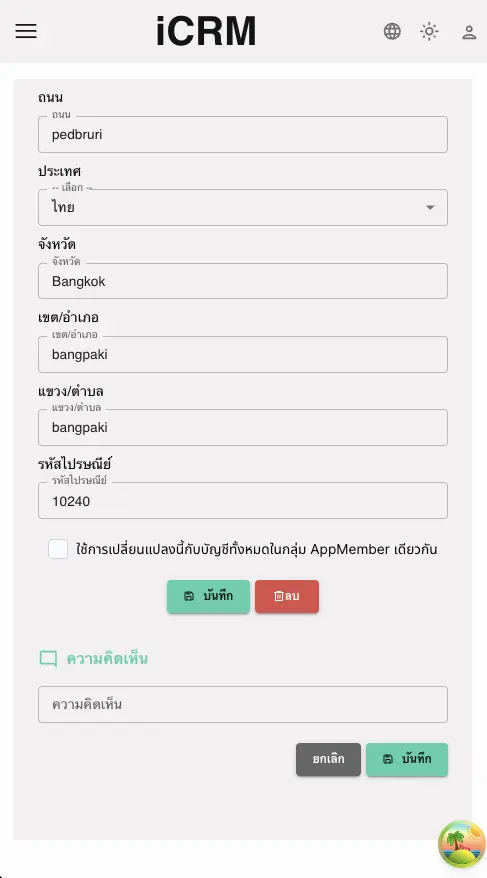 iCRM
ถนน
ถนน
pedbruri
ประเทศ
-- เลือก --
ไทย
จังหวัด
จังหวัด
Bangkok
เขต/อำเภอ
เขต/อำเภอ
bangpaki
แขวง/ตำบล
แขวง/ตำบล
bangpaki
รหัสไปรษณีย์
รหัสไปรษณีย์
10240
ใช้การเปลี่ยนแปลงนี้กับบัญชีทั้งหมดในกลุ่ม AppMember เดียวกัน
บันทึก ลบ
ความคิดเห็น
ความคิดเห็น
ยกเลิก บันทึก